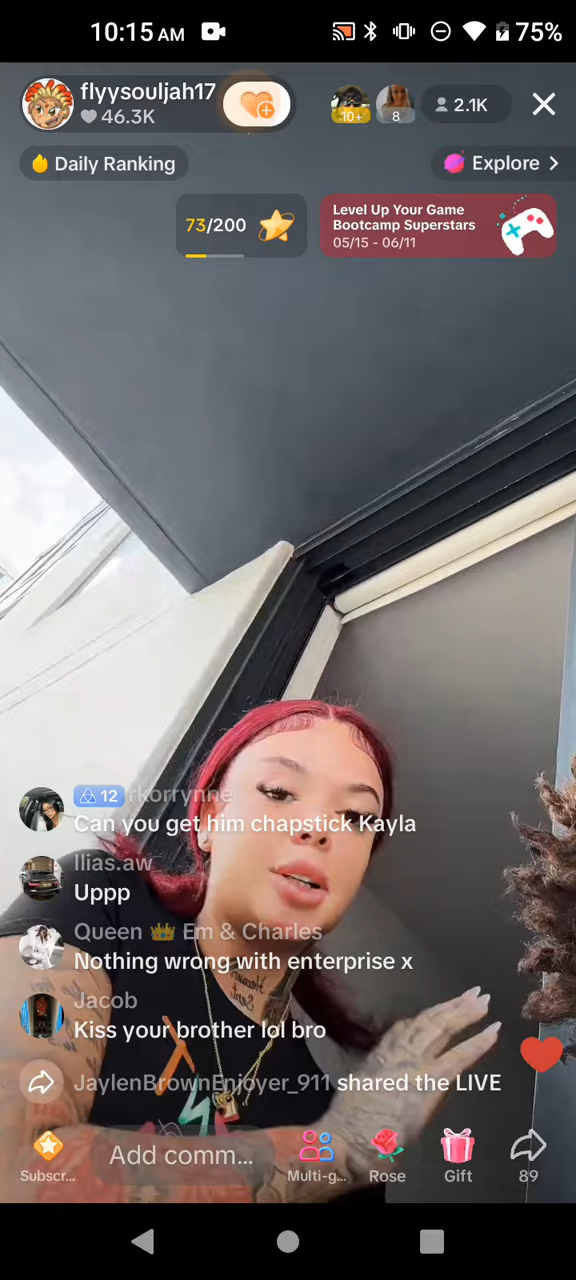 10:15 AM
75%
flyysouljah17
46.3K
10+
8
2.1K
Daily Ranking
Explore >
73/200
Level Up Your Game
Bootcamp Superstars
05/15 - 06/11
12 rkorrynne
Can you get him chapstick Kayla
Ilias.aw
Uppp
Queen 👑 Em & Charles
Nothing wrong with enterprise x
Jacob
Kiss your brother lol bro
JaylenBrownEnjoyer_911 shared the LIVE
Add comm...
Subscr...
Multi-g...
Rose
Gift
89